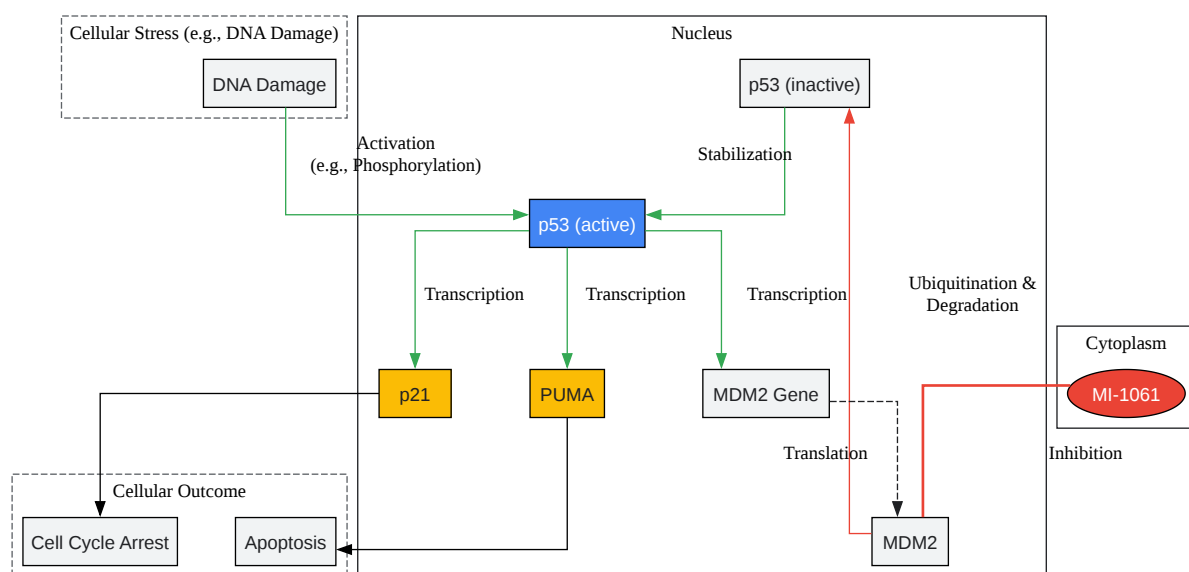 Cellular Stress (e.g., DNA Damage)
Nucleus
DNA Damage
p53 (inactive)
Activation
(e.g., Phosphorylation)
Stabilization
p53 (active)
Transcription
Transcription
Transcription
Ubiquitination &
Degradation
Cytoplasm
p21
PUMA
MDM2 Gene
MI-1061
Translation
Inhibition
Cellular Outcome
Cell Cycle Arrest
Apoptosis
MDM2